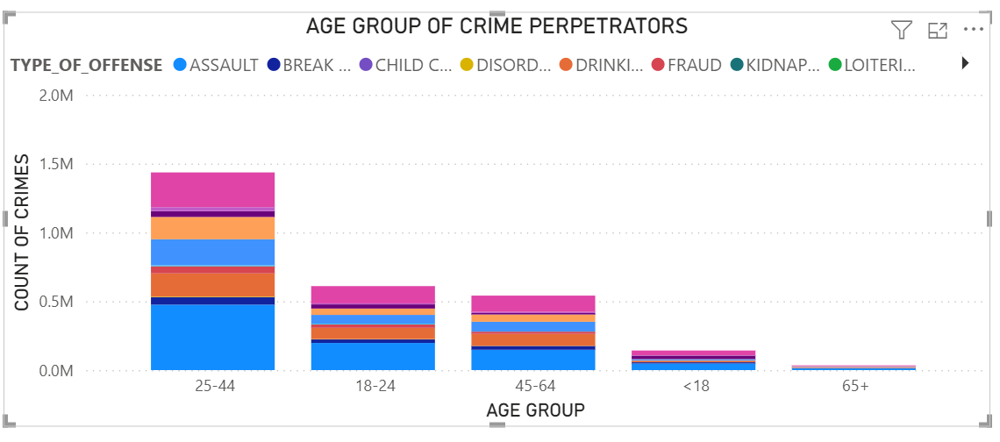 AGE GROUP OF CRIME PERPETRATORS
TYPE_OF_OFFENSE ASSAULT BREAK ... CHILD C... DISORD... DRINKI... FRAUD KIDNAP... LOITERI...
2.0M
1.5M
1.0M
0.5M
0.0M
COUNT OF CRIMES
25-44 18-24 45-64 <18 65+
AGE GROUP